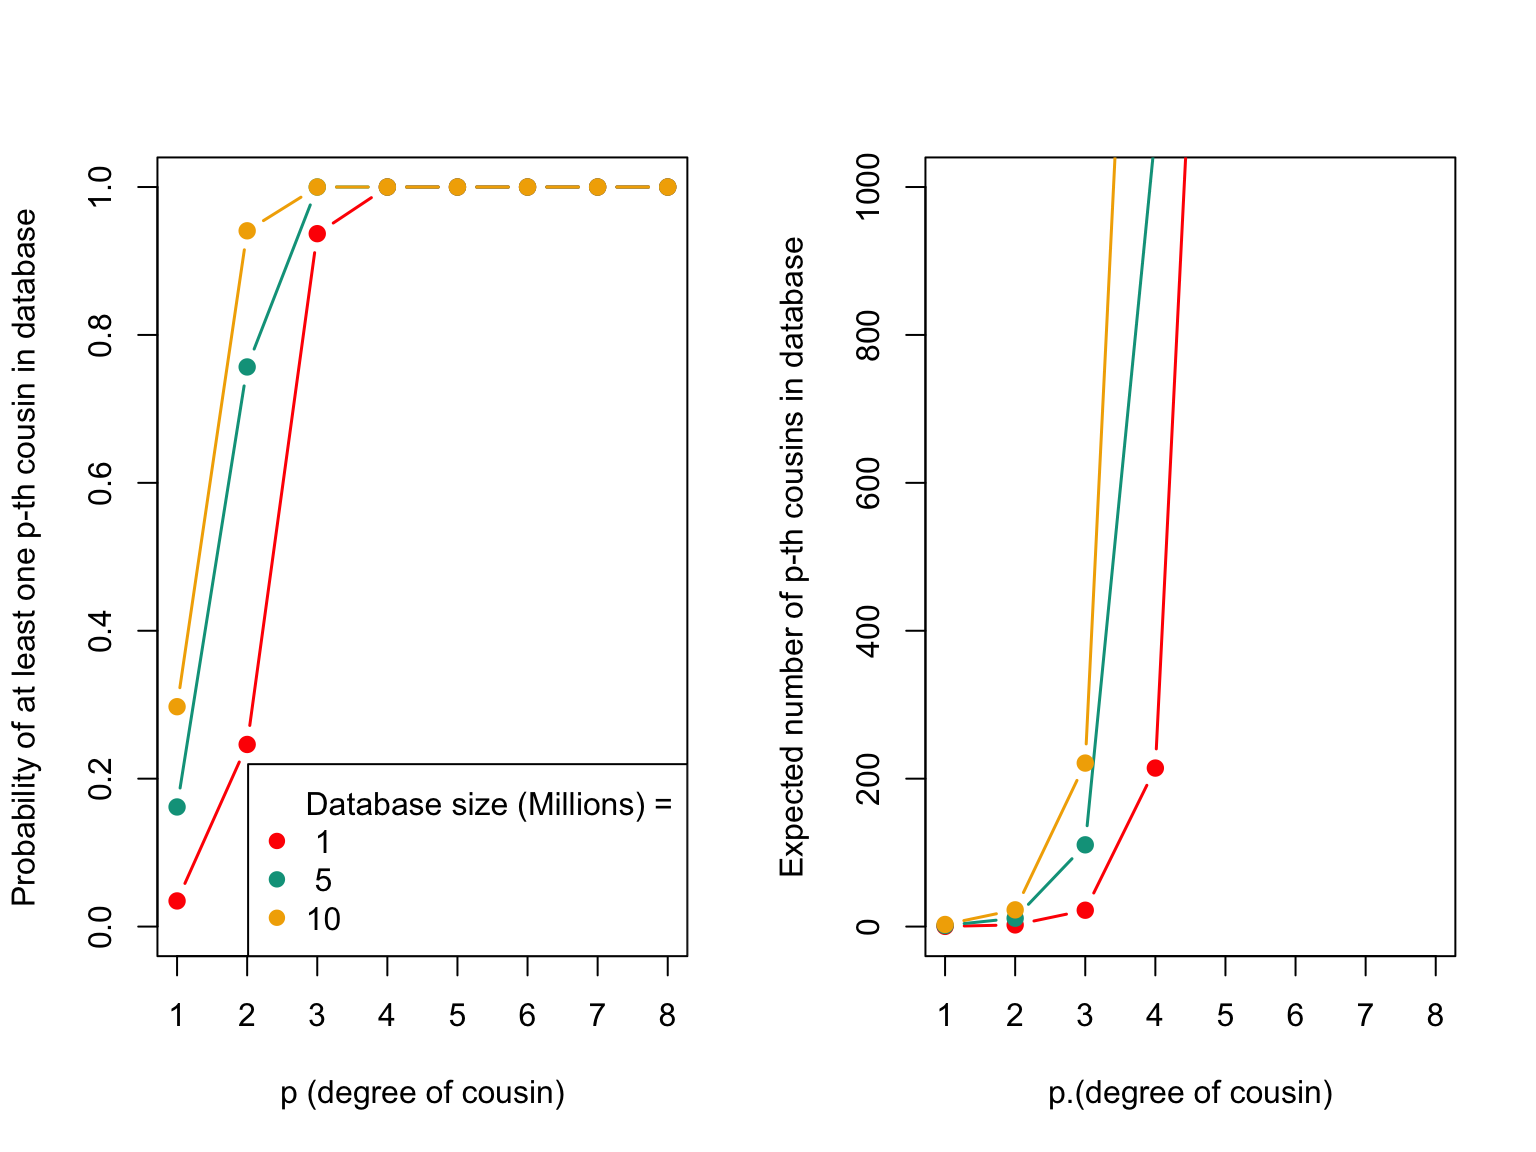 Probability of at least one p-th cousin in database
1.0
0.8
0.6
0.4
0.2
0.0
Database size (Millions) =
1
5
10
1 2 3 4 5 6 7 8
p (degree of cousin)
Expected number of p-th cousins in database
1000
800
600
400
200
0
1 2 3 4 5 6 7 8
p.(degree of cousin)